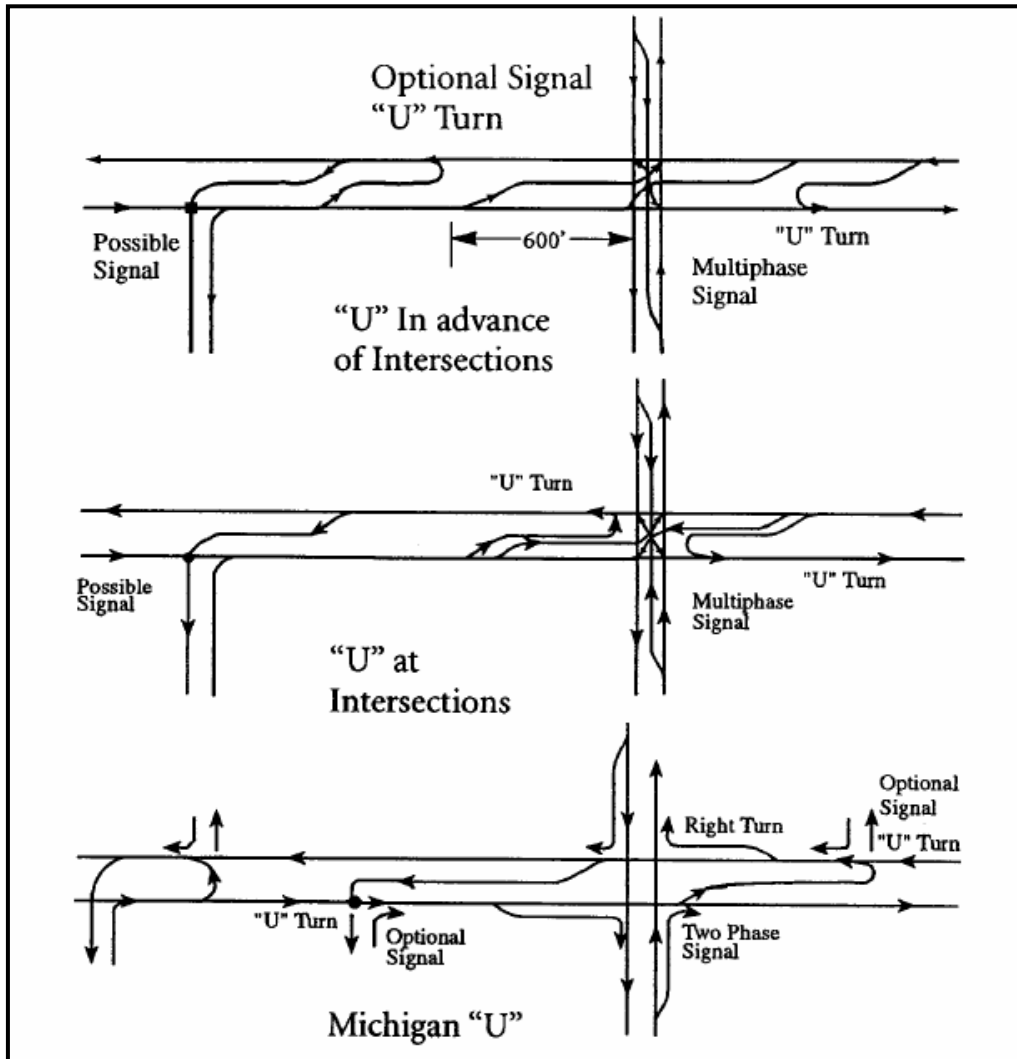 Optional Signal
“U” Turn
Possible
Signal
600'
"U" Turn
Multiphase
Signal
“U” In advance
of Intersections
"U" Turn
Possible
Signal
"U" Turn
Multiphase
Signal
“U” at
Intersections
Optional
Signal
"U" Turn
Right Turn
"U" Turn
Optional
Signal
Two Phase
Signal
Michigan “U”